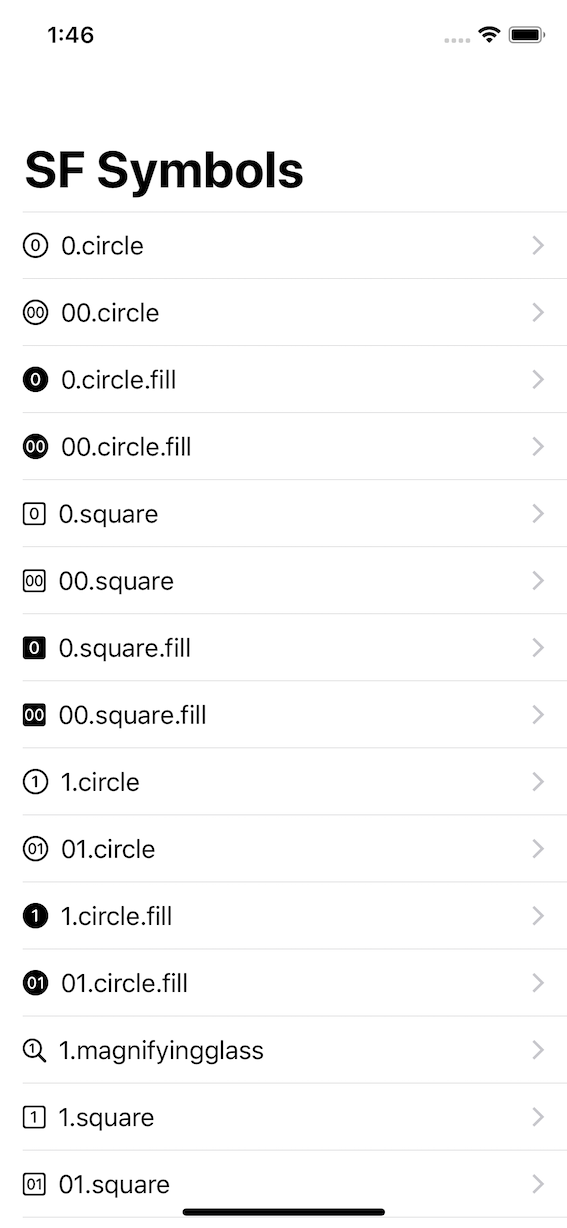 1:46
SF Symbols
0 0.circle
00 00.circle
0 0.circle.fill
00 00.circle.fill
0 0.square
00 00.square
0 0.square.fill
00 00.square.fill
1 1.circle
01 01.circle
1 1.circle.fill
01 01.circle.fill
1 1.magnifyingglass
1 1.square
01 01.square